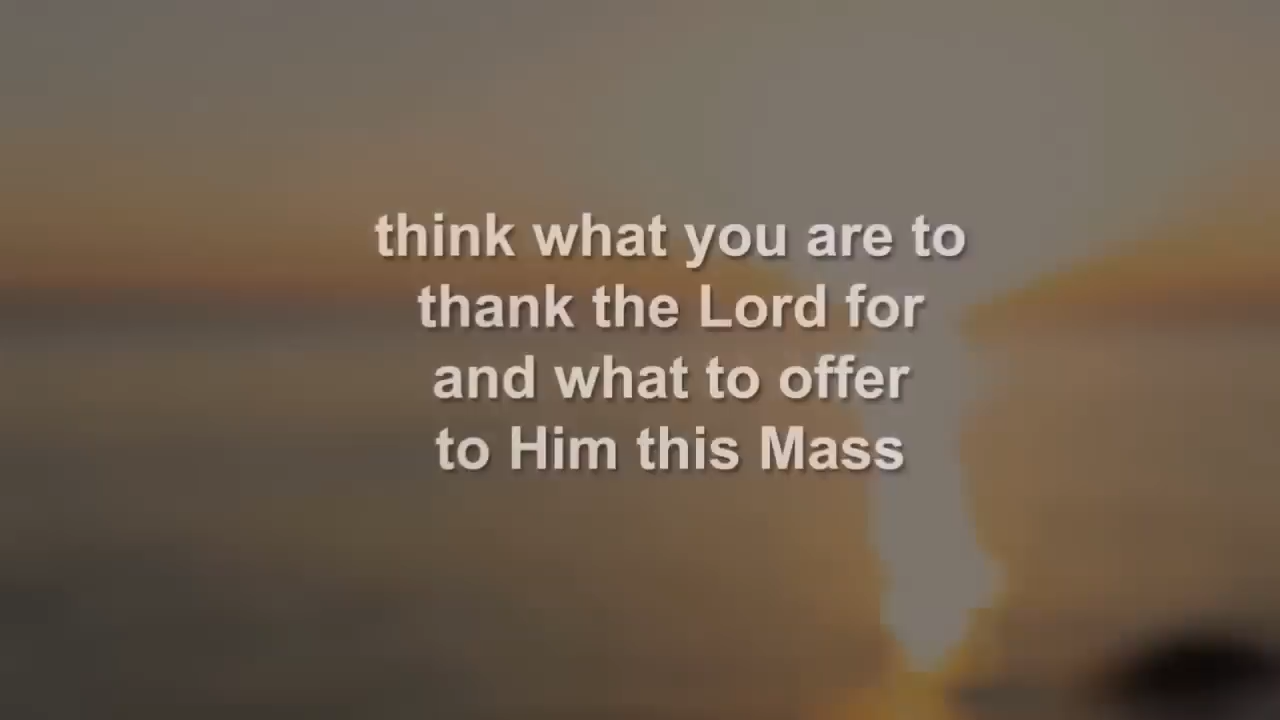 think what you are to
thank the Lord for
and what to offer
to Him this Mass